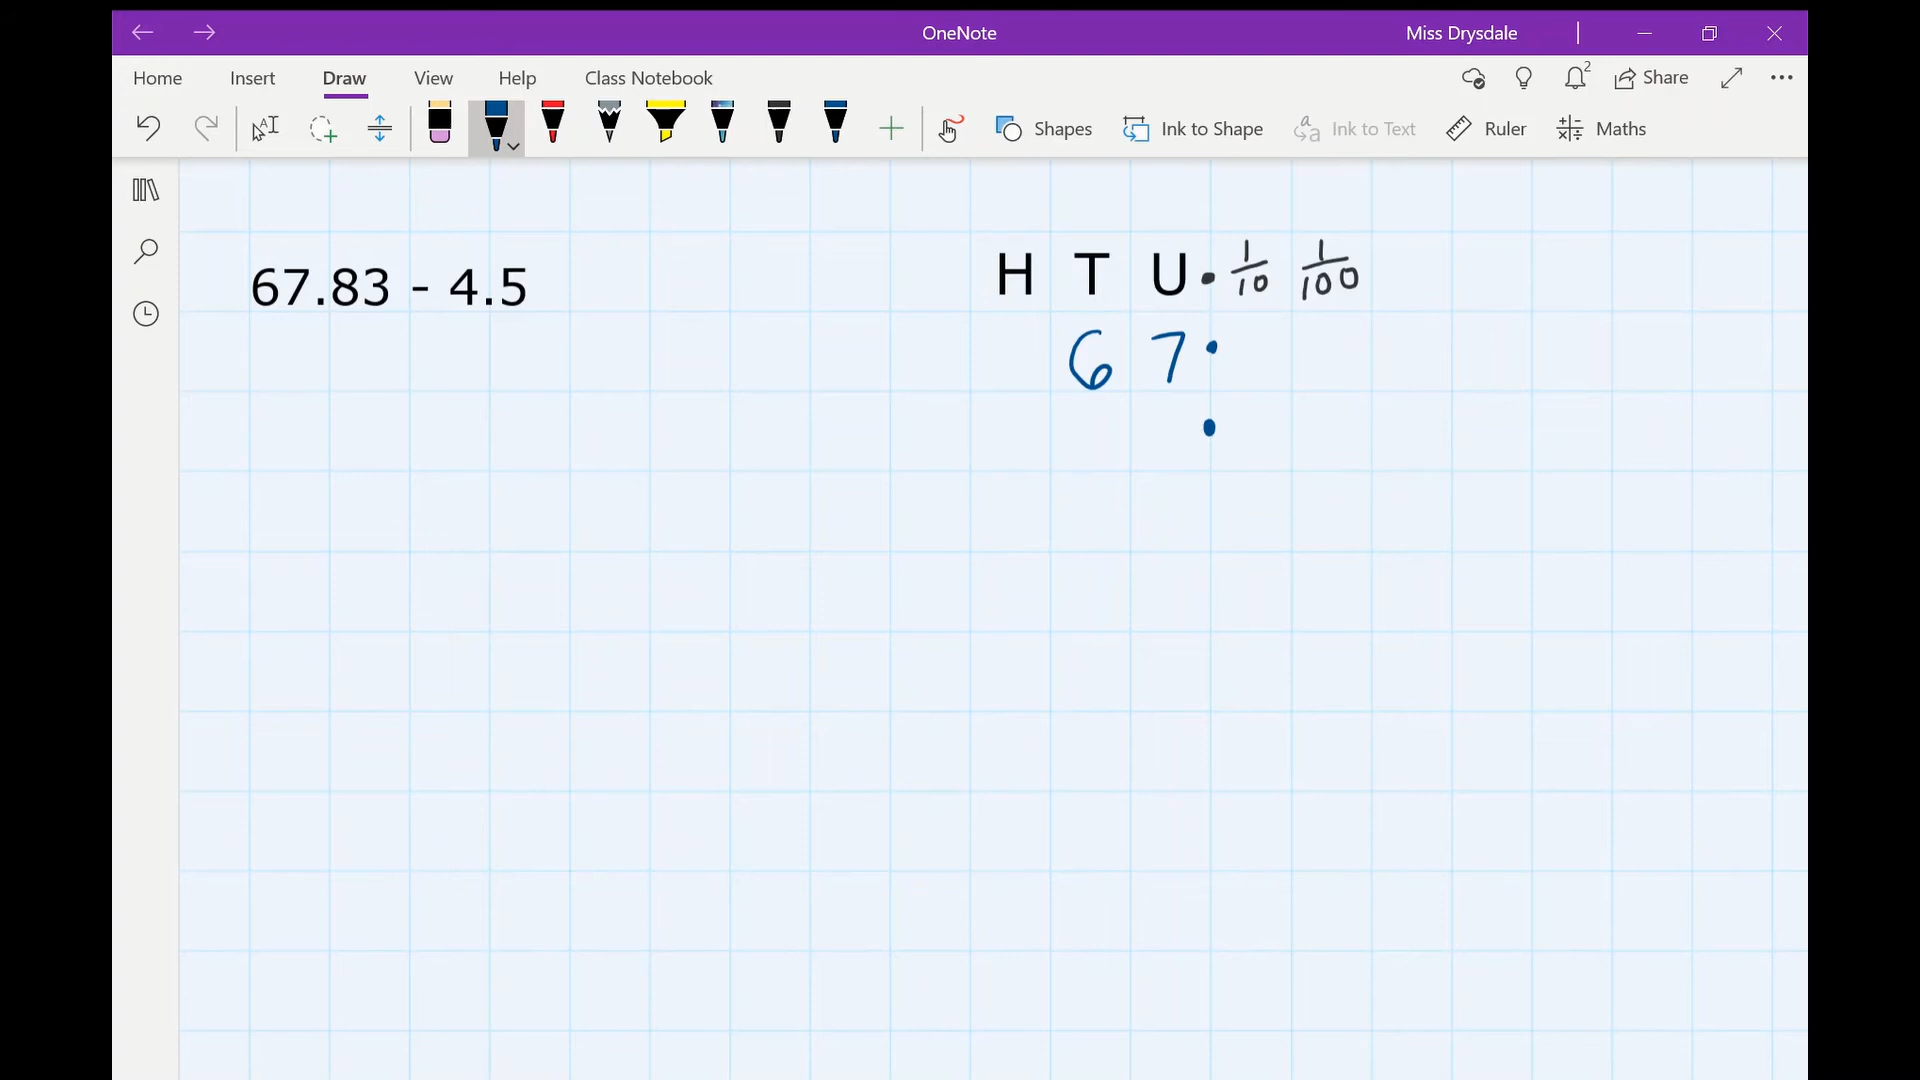 OneNote
Miss Drysdale
Home Insert Draw View Help Class Notebook
2
Share
Shapes Ink to Shape Ink to Text Ruler Maths
67.83 - 4.5
H T U . 1/10 1/100
6 7 .
.